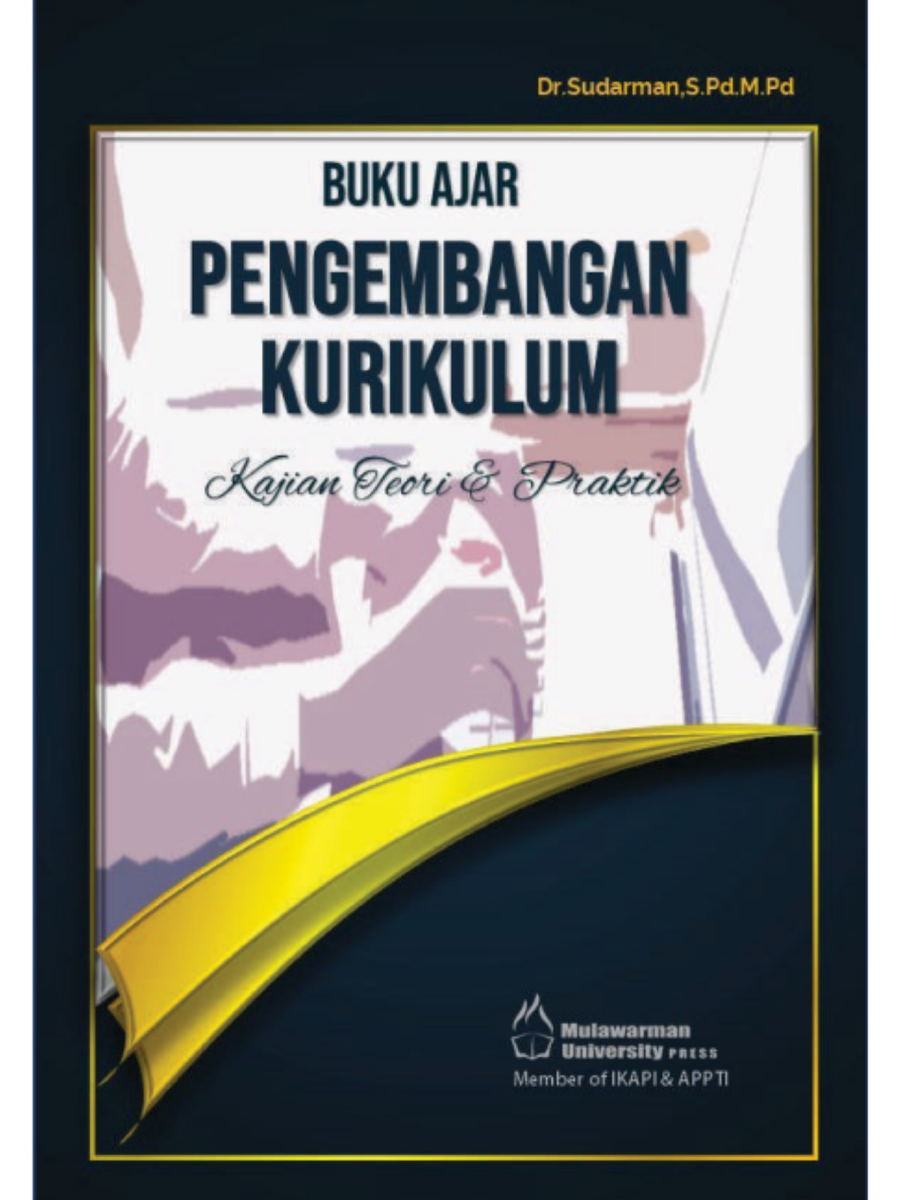 Dr.Sudarman,S.Pd.M.Pd
BUKU AJAR
PENGEMBANGAN
KURIKULUM
Kajian Teori & Praktik
Mulawarman
University PRESS
Member of IKAPI & APPTI